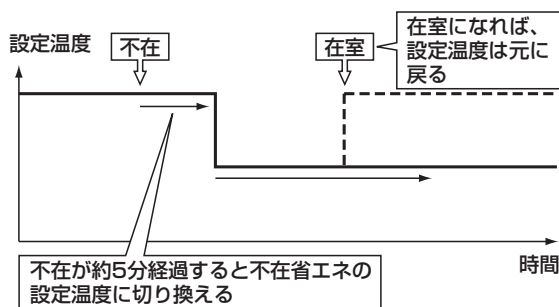 設定温度
不在
在室
在室になれば、
設定温度は元に
戻る
時間
不在が約5分経過すると不在省エネの
設定温度に切り換える